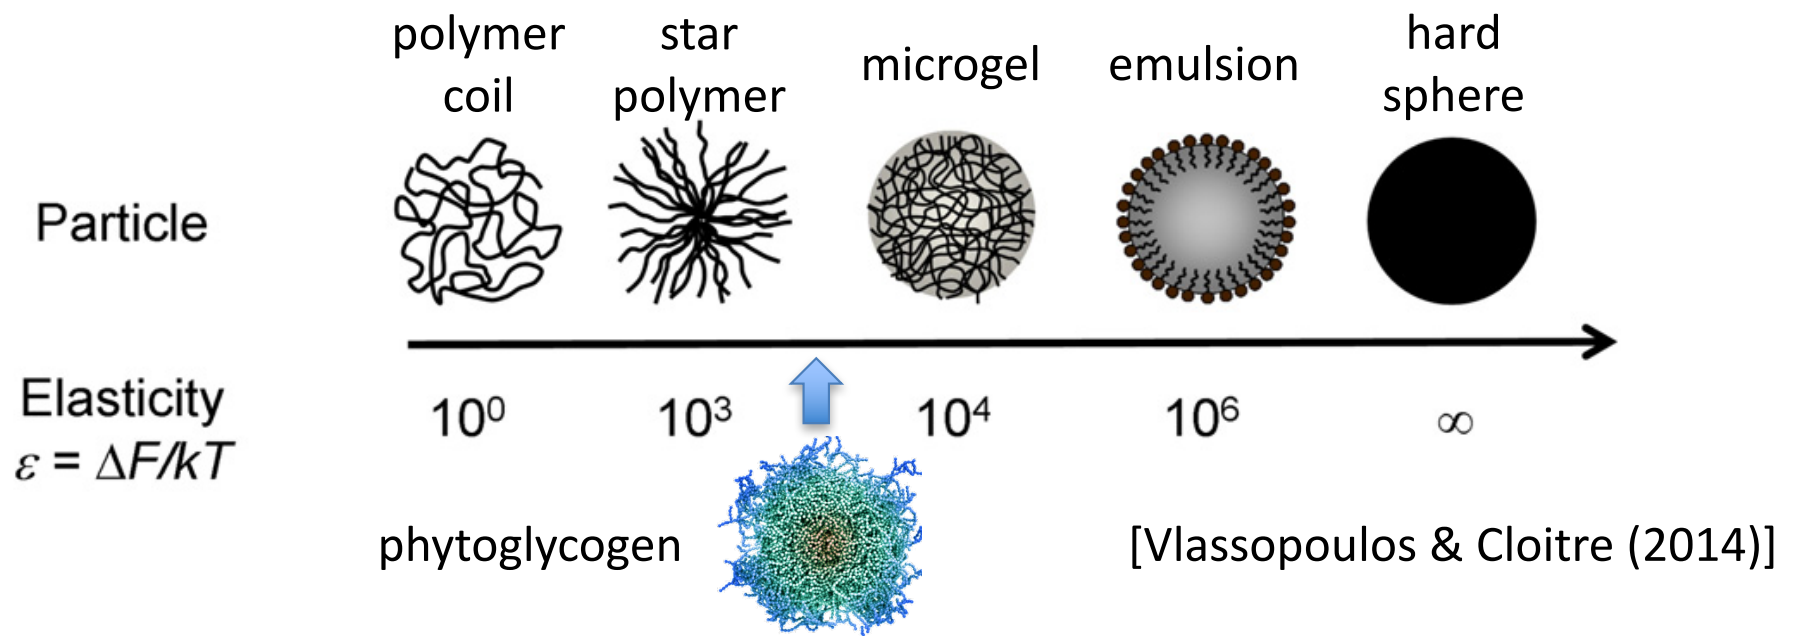 polymer coil
star polymer
microgel
emulsion
hard sphere
Particle
Elasticity
ε = ΔF/kT
10⁰
10³
10⁴
10⁶
∞
phytoglycogen
[Vlassopoulos & Cloitre (2014)]